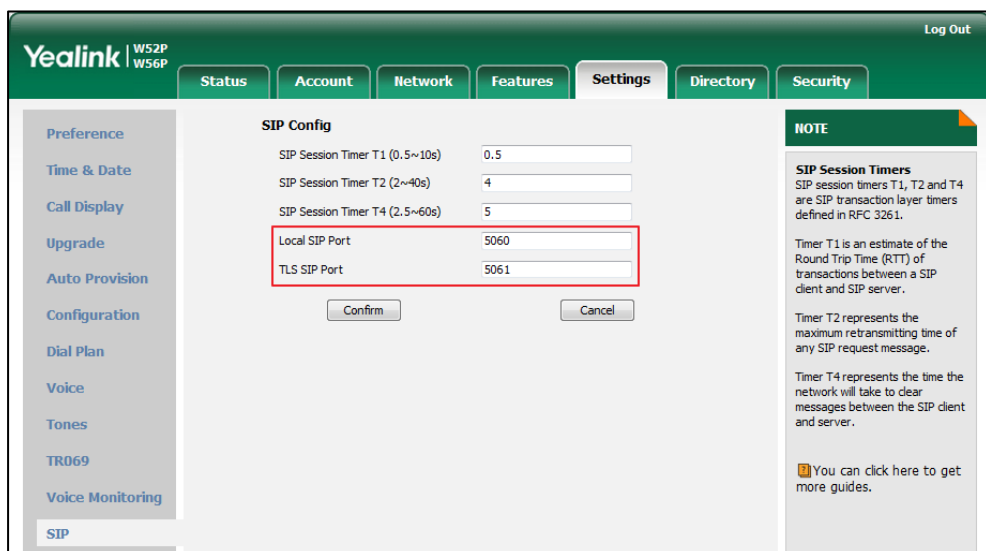 Log Out
Yealink | W52P
W56P
Status Account Network Features Settings Directory Security
Preference
Time & Date
Call Display
Upgrade
Auto Provision
Configuration
Dial Plan
Voice
Tones
TR069
Voice Monitoring
SIP
SIP Config
SIP Session Timer T1 (0.5~10s) 0.5
SIP Session Timer T2 (2~40s) 4
SIP Session Timer T4 (2.5~60s) 5
Local SIP Port 5060
TLS SIP Port 5061
Confirm Cancel
NOTE
SIP Session Timers
SIP session timers T1, T2 and T4
are SIP transaction layer timers
defined in RFC 3261.
Timer T1 is an estimate of the
Round Trip Time (RTT) of
transactions between a SIP
client and SIP server.
Timer T2 represents the
maximum retransmitting time of
any SIP request message.
Timer T4 represents the time the
network will take to clear
messages between the SIP client
and server.
You can click here to get
more guides.